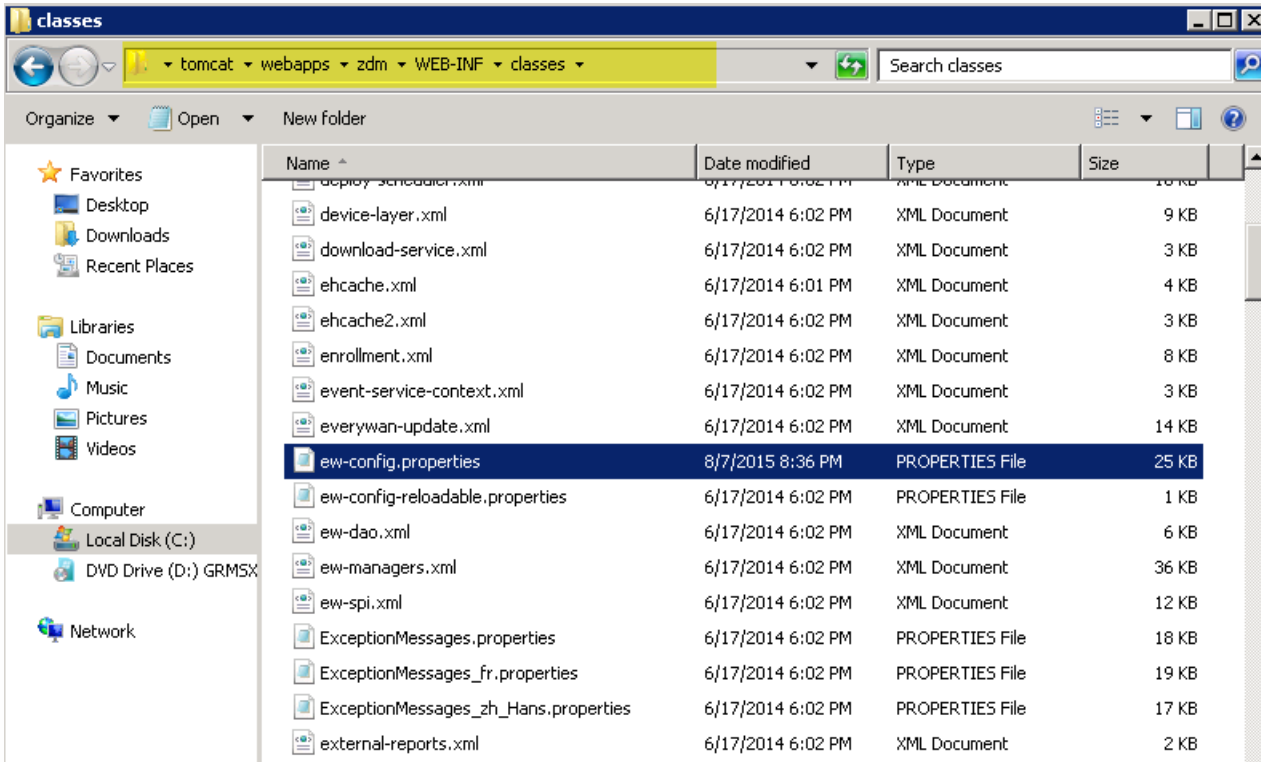 classes
tomcat webapps zdm WEB-INF classes Search classes
Organize Open New folder
Name Date modified Type Size
Favorites
Desktop
Downloads
Recent Places
Libraries
Documents
Music
Pictures
Videos
Computer
Local Disk (C:)
DVD Drive (D:) GRMSX
Network
deploy-scheduler.xml 6/17/2014 6:02 PM XML Document
device-layer.xml 6/17/2014 6:02 PM XML Document 9 KB
download-service.xml 6/17/2014 6:02 PM XML Document 3 KB
ehcache.xml 6/17/2014 6:01 PM XML Document 4 KB
ehcache2.xml 6/17/2014 6:02 PM XML Document 3 KB
enrollment.xml 6/17/2014 6:02 PM XML Document 8 KB
event-service-context.xml 6/17/2014 6:02 PM XML Document 3 KB
everywan-update.xml 6/17/2014 6:02 PM XML Document 14 KB
ew-config.properties 8/7/2015 8:36 PM PROPERTIES File 25 KB
ew-config-reloadable.properties 6/17/2014 6:02 PM PROPERTIES File 1 KB
ew-dao.xml 6/17/2014 6:02 PM XML Document 6 KB
ew-managers.xml 6/17/2014 6:02 PM XML Document 36 KB
ew-spi.xml 6/17/2014 6:02 PM XML Document 12 KB
ExceptionMessages.properties 6/17/2014 6:02 PM PROPERTIES File 18 KB
ExceptionMessages_fr.properties 6/17/2014 6:02 PM PROPERTIES File 19 KB
ExceptionMessages_zh_Hans.properties 6/17/2014 6:02 PM PROPERTIES File 17 KB
external-reports.xml 6/17/2014 6:02 PM XML Document 2 KB